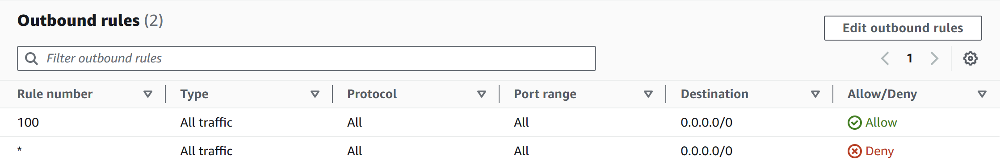 Outbound rules (2)
Edit outbound rules
Filter outbound rules
1
Rule number Type Protocol Port range Destination Allow/Deny
100 All traffic All All 0.0.0.0/0 Allow
* All traffic All All 0.0.0.0/0 Deny